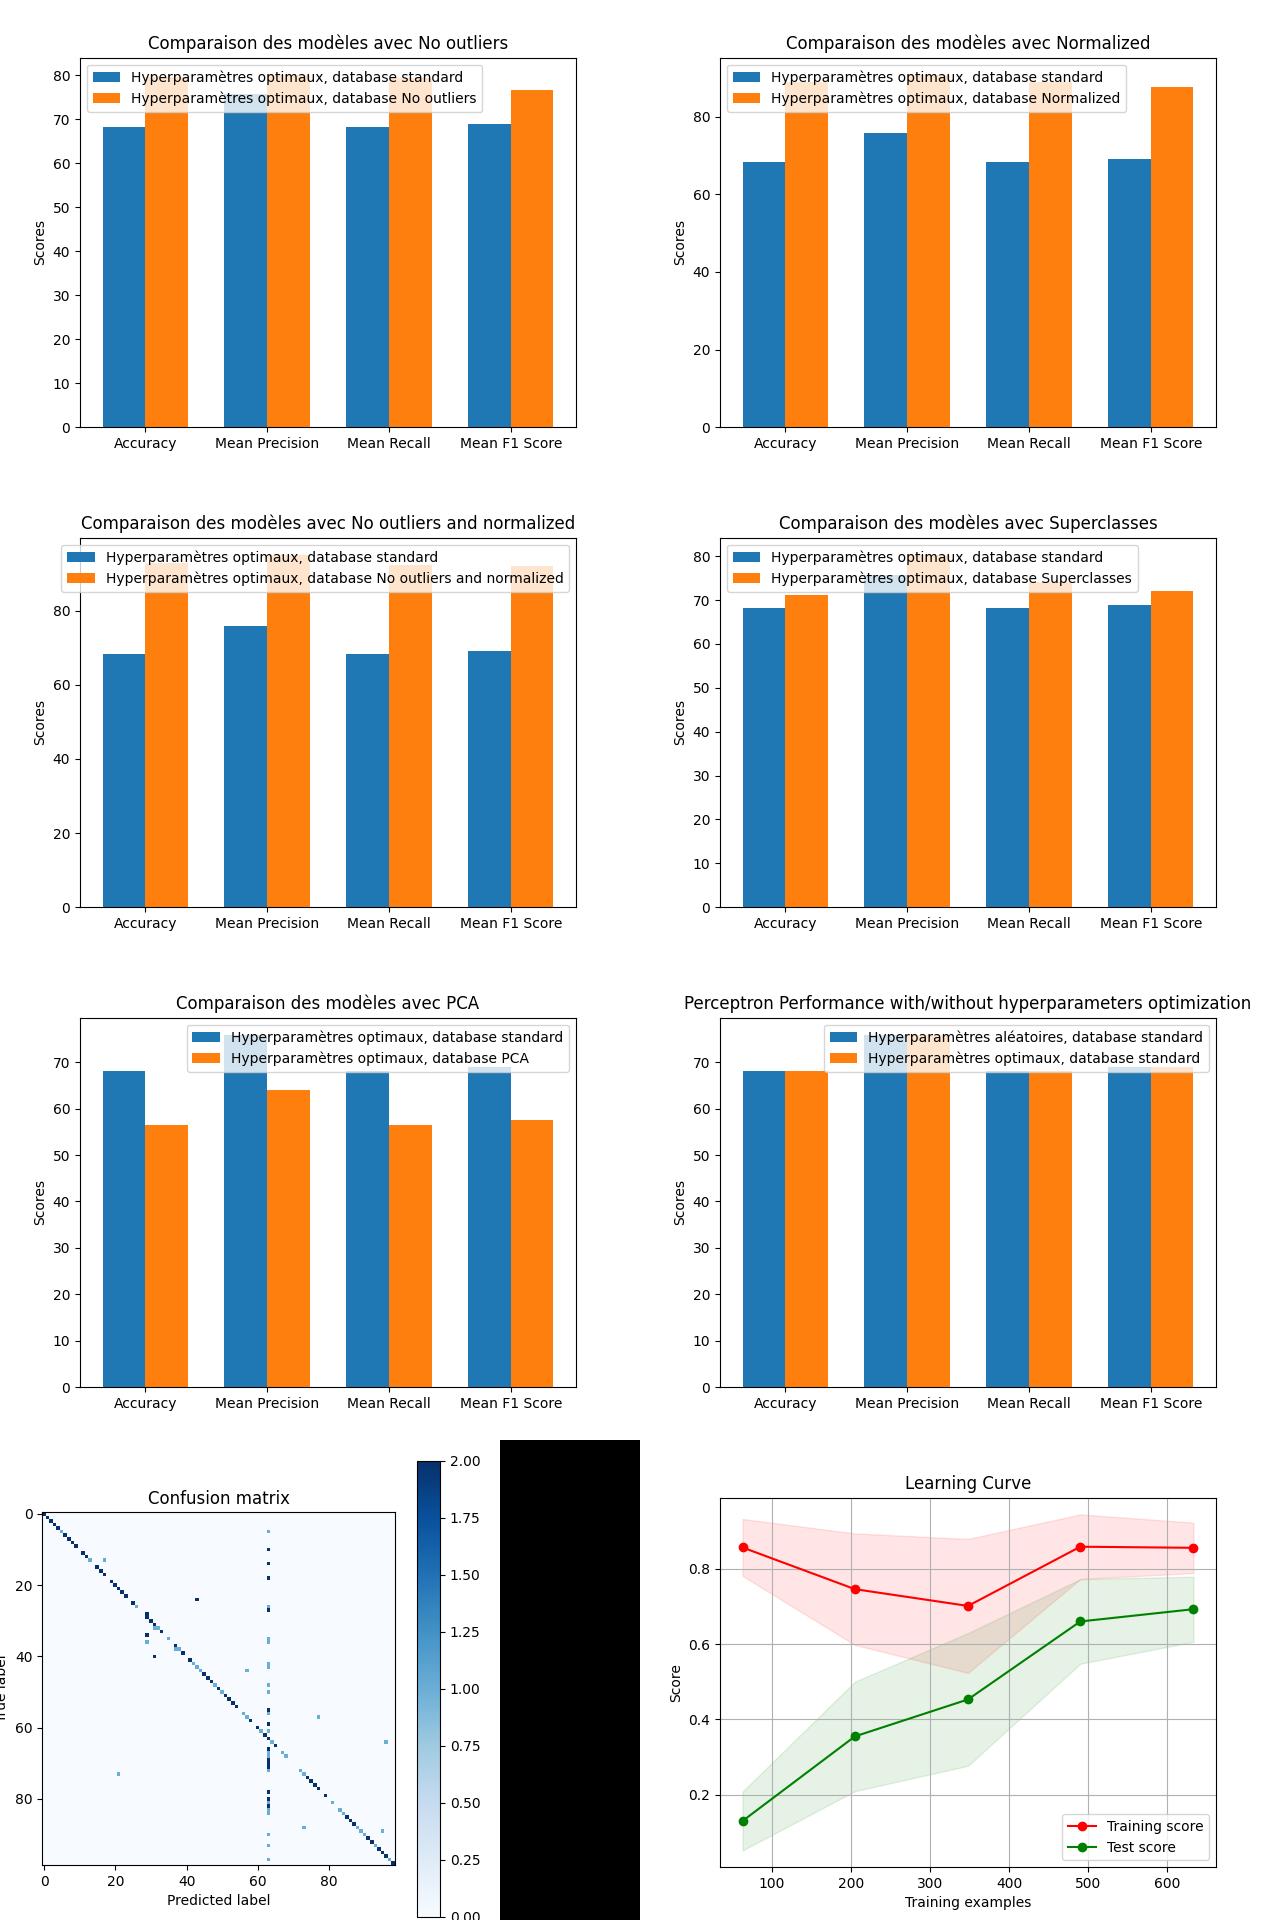 Comparaison des modèles avec No outliers
Hyperparamètres optimaux, database standard
Hyperparamètres optimaux, database No outliers
80
70
60
50
40
30
20
10
0
Scores
Accuracy Mean Precision Mean Recall Mean F1 Score
Comparaison des modèles avec Normalized
Hyperparamètres optimaux, database standard
Hyperparamètres optimaux, database Normalized
80
60
40
20
0
Scores
Accuracy Mean Precision Mean Recall Mean F1 Score
Comparaison des modèles avec No outliers and normalized
Hyperparamètres optimaux, database standard
Hyperparamètres optimaux, database No outliers and normalized
80
60
40
20
0
Scores
Accuracy Mean Precision Mean Recall Mean F1 Score
Comparaison des modèles avec Superclasses
Hyperparamètres optimaux, database standard
Hyperparamètres optimaux, database Superclasses
80
70
60
50
40
30
20
10
0
Scores
Accuracy Mean Precision Mean Recall Mean F1 Score
Comparaison des modèles avec PCA
Hyperparamètres optimaux, database standard
Hyperparamètres optimaux, database PCA
70
60
50
40
30
20
10
0
Scores
Accuracy Mean Precision Mean Recall Mean F1 Score
Perceptron Performance with/without hyperparameters optimization
Hyperparamètres aléatoires, database standard
Hyperparamètres optimaux, database standard
70
60
50
40
30
20
10
0
Scores
Accuracy Mean Precision Mean Recall Mean F1 Score
Confusion matrix
0
20
40
60
80
True label
0 20 40 60 80
Predicted label
2.00
1.75
1.50
1.25
1.00
0.75
0.50
0.25
0.00
Learning Curve
0.8
0.6
0.4
0.2
Score
Training score
Test score
100 200 300 400 500 600
Training examples